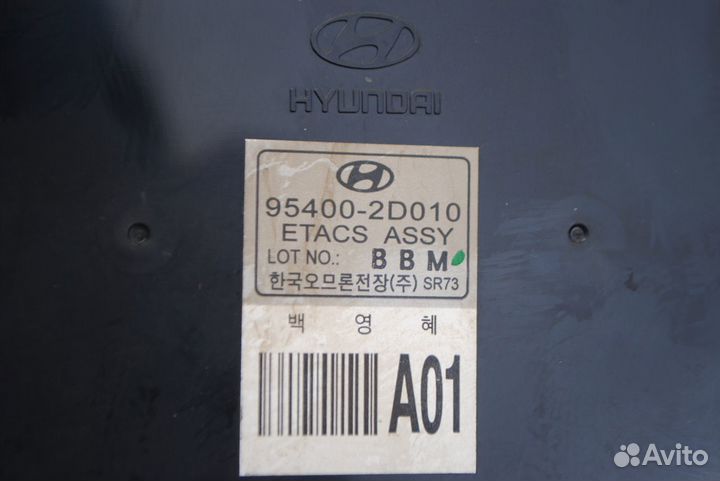 HYUNDAI
95400-2D010
ETACS ASSY
LOT NO.: BBM
한국오므론전장(주) SR73
백 영 혜
A01
Avito